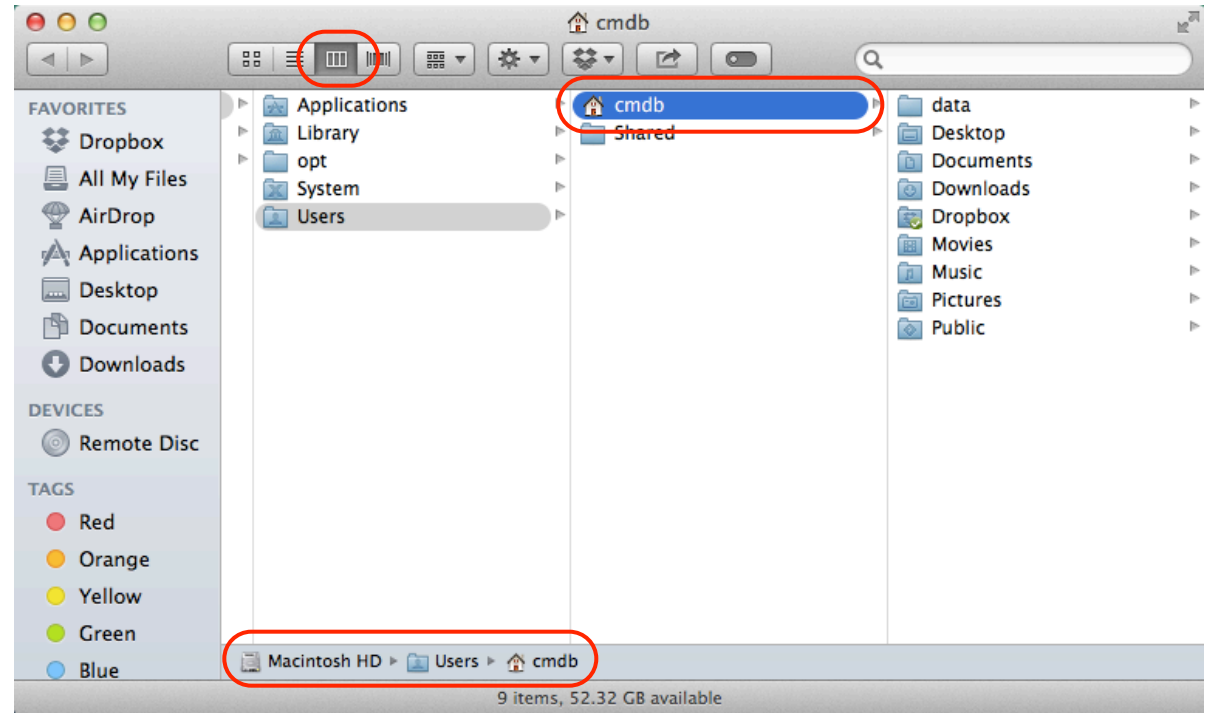 cmdb
FAVORITES
Dropbox
All My Files
AirDrop
Applications
Desktop
Documents
Downloads
DEVICES
Remote Disc
TAGS
Red
Orange
Yellow
Green
Blue
Applications
Library
opt
System
Users
cmdb
Shared
data
Desktop
Documents
Downloads
Dropbox
Movies
Music
Pictures
Public
Macintosh HD Users cmdb
9 items, 52.32 GB available